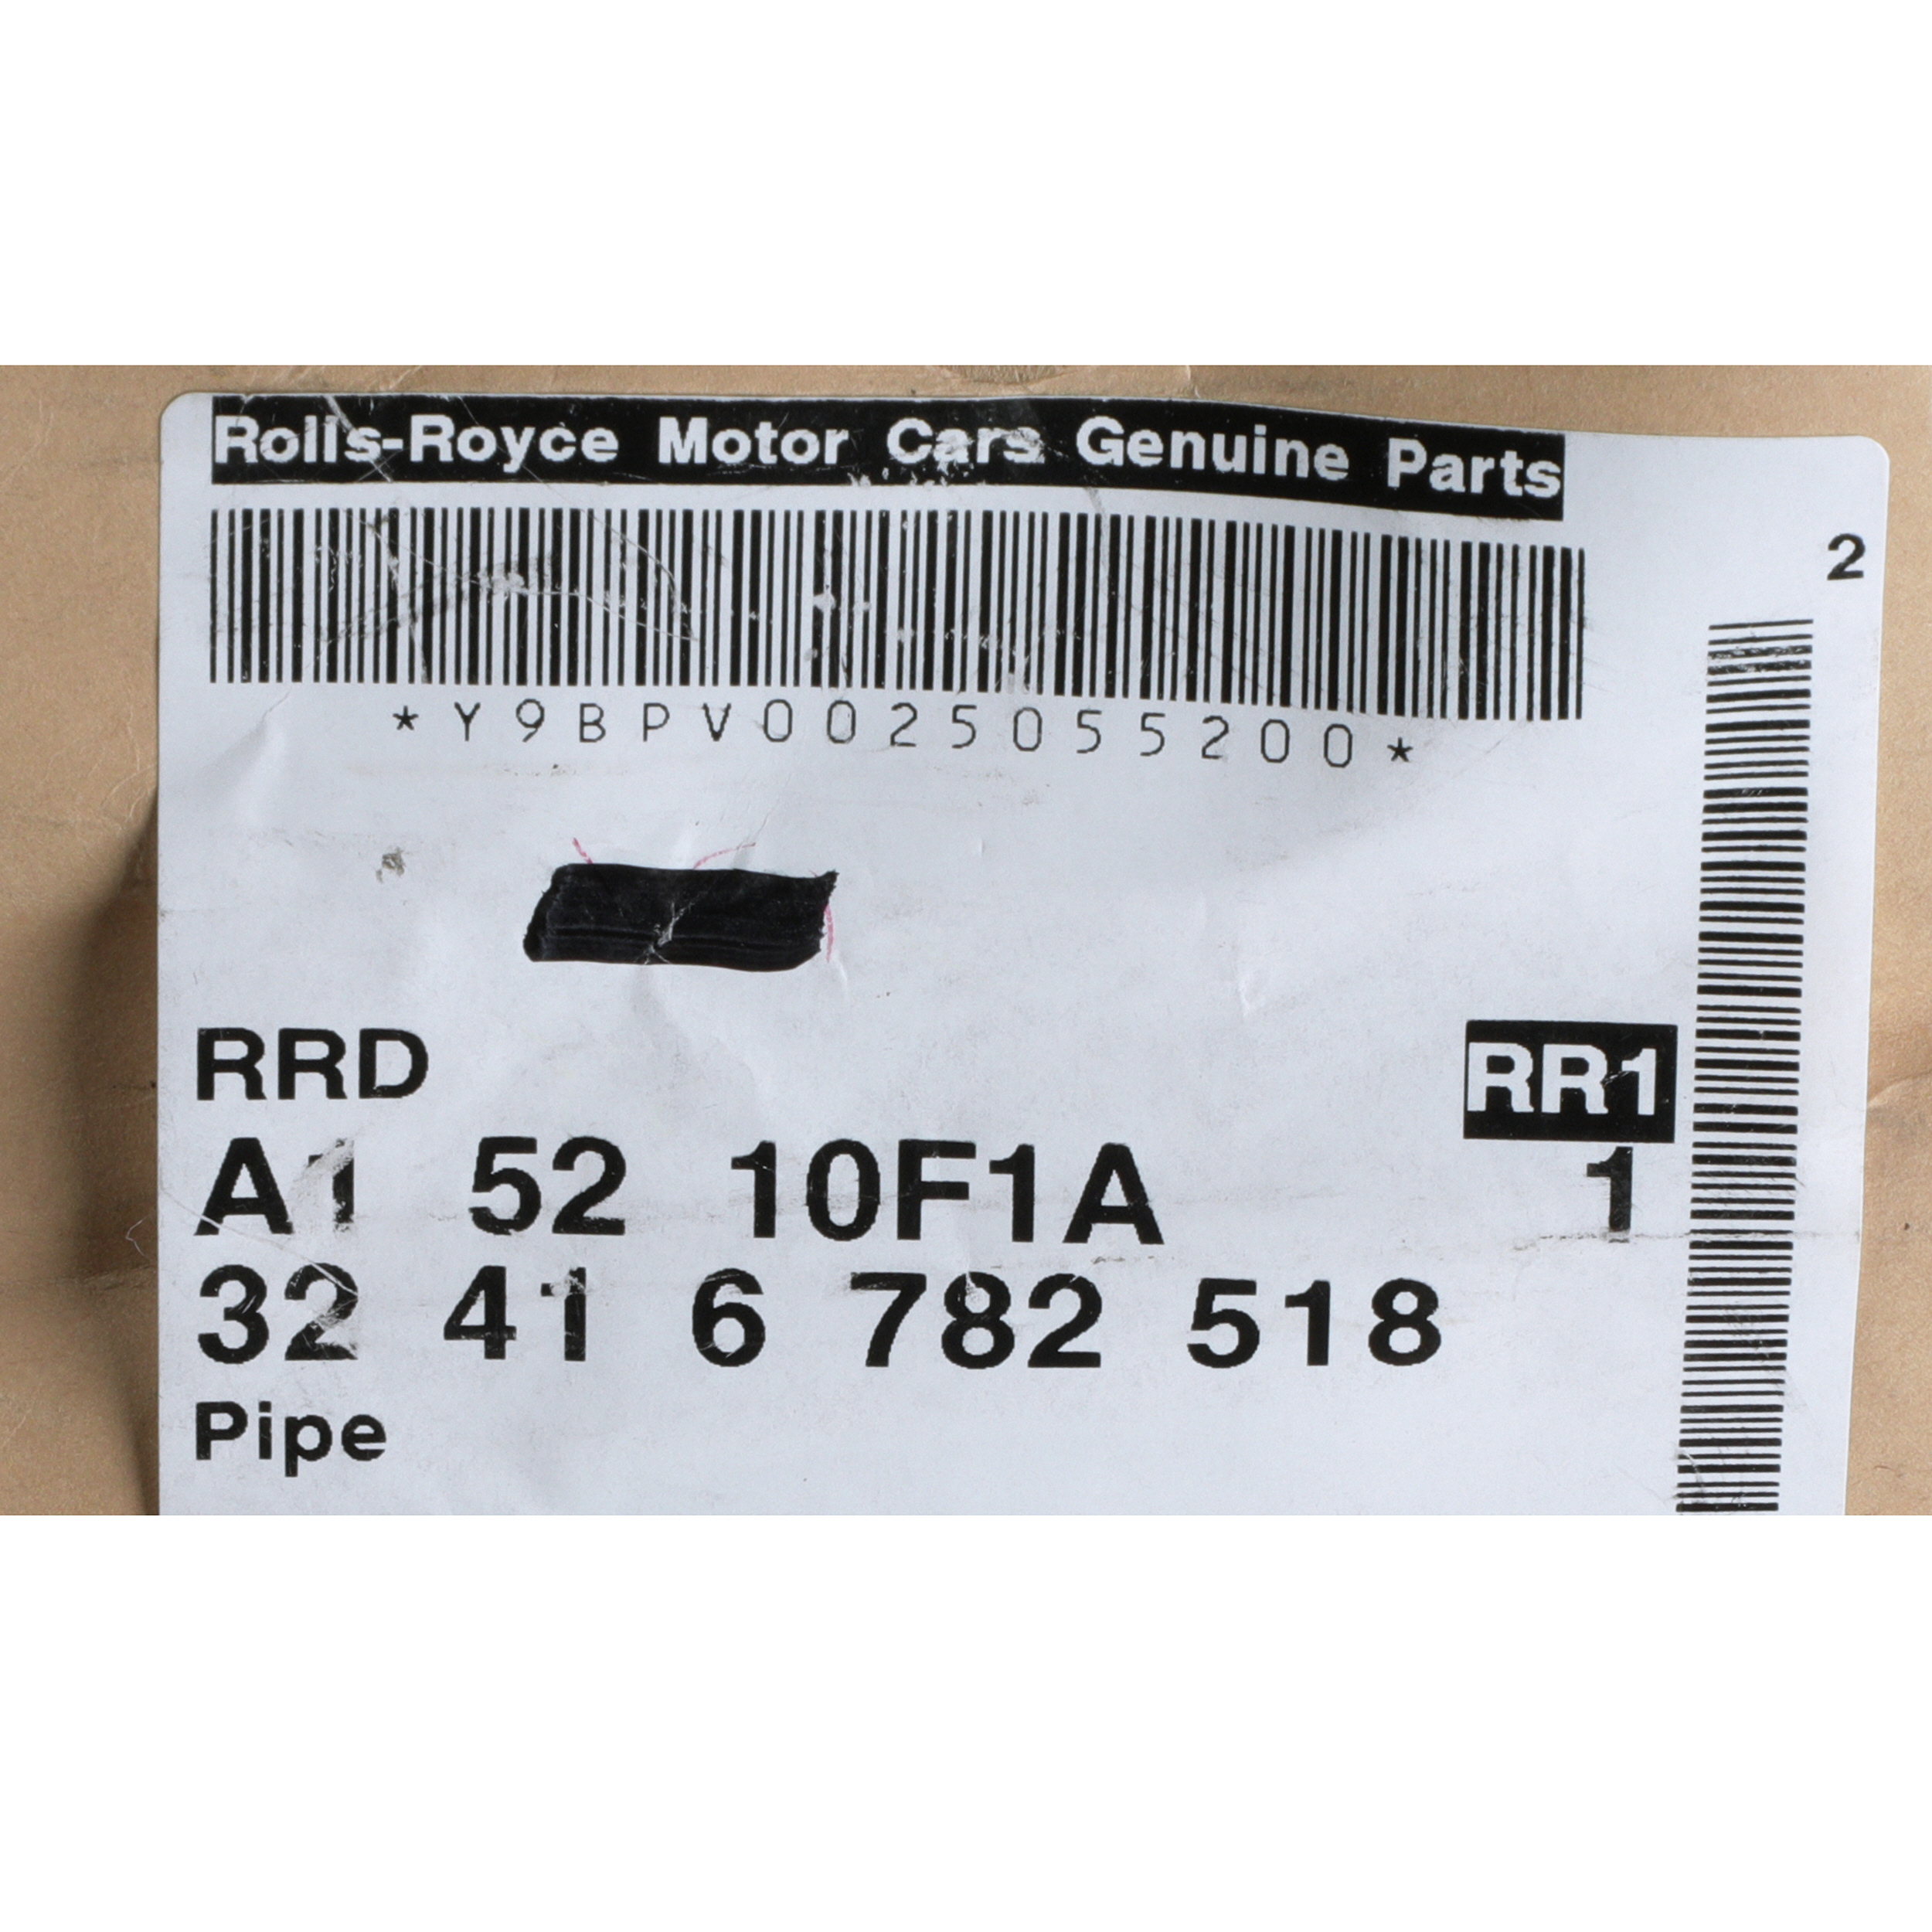 Rolls-Royce Motor Cars Genuine Parts
2
*Y9BPV0025055200*
RRD
RR1
A1 52 10F1A 1
32 41 6 782 518
Pipe